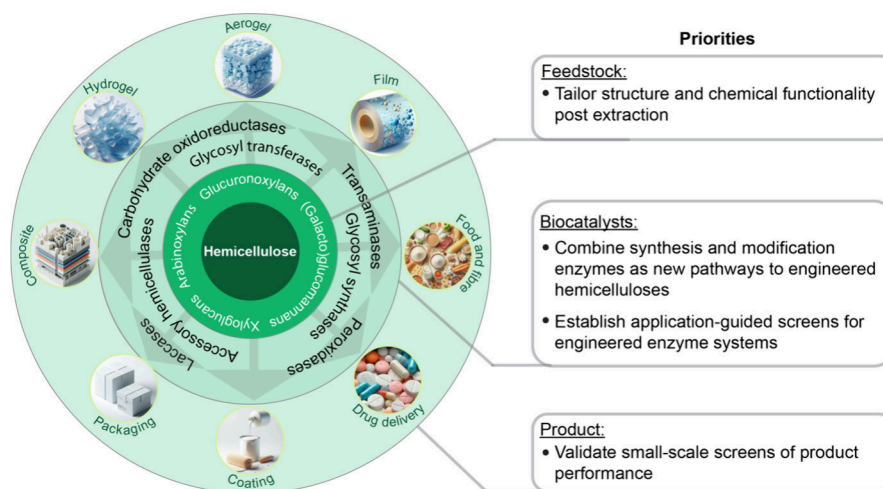 Aerogel
Hydrogel
Film
Composite
Food and fibre
Packaging
Coating
Drug delivery
Carbohydrate oxidoreductases
Glycosyl transferases
Transaminases
Glycosyl synthases
Peroxidases
Accessory hemicellulases
Laccases
Glucuronoxylans
(Galacto)glucomannans
Xyloglucans
Arabinoxylans
Hemicellulose
Priorities
Feedstock:
• Tailor structure and chemical functionality
post extraction
Biocatalysts:
• Combine synthesis and modification
enzymes as new pathways to engineered
hemicelluloses
• Establish application-guided screens for
engineered enzyme systems
Product:
• Validate small-scale screens of product
performance